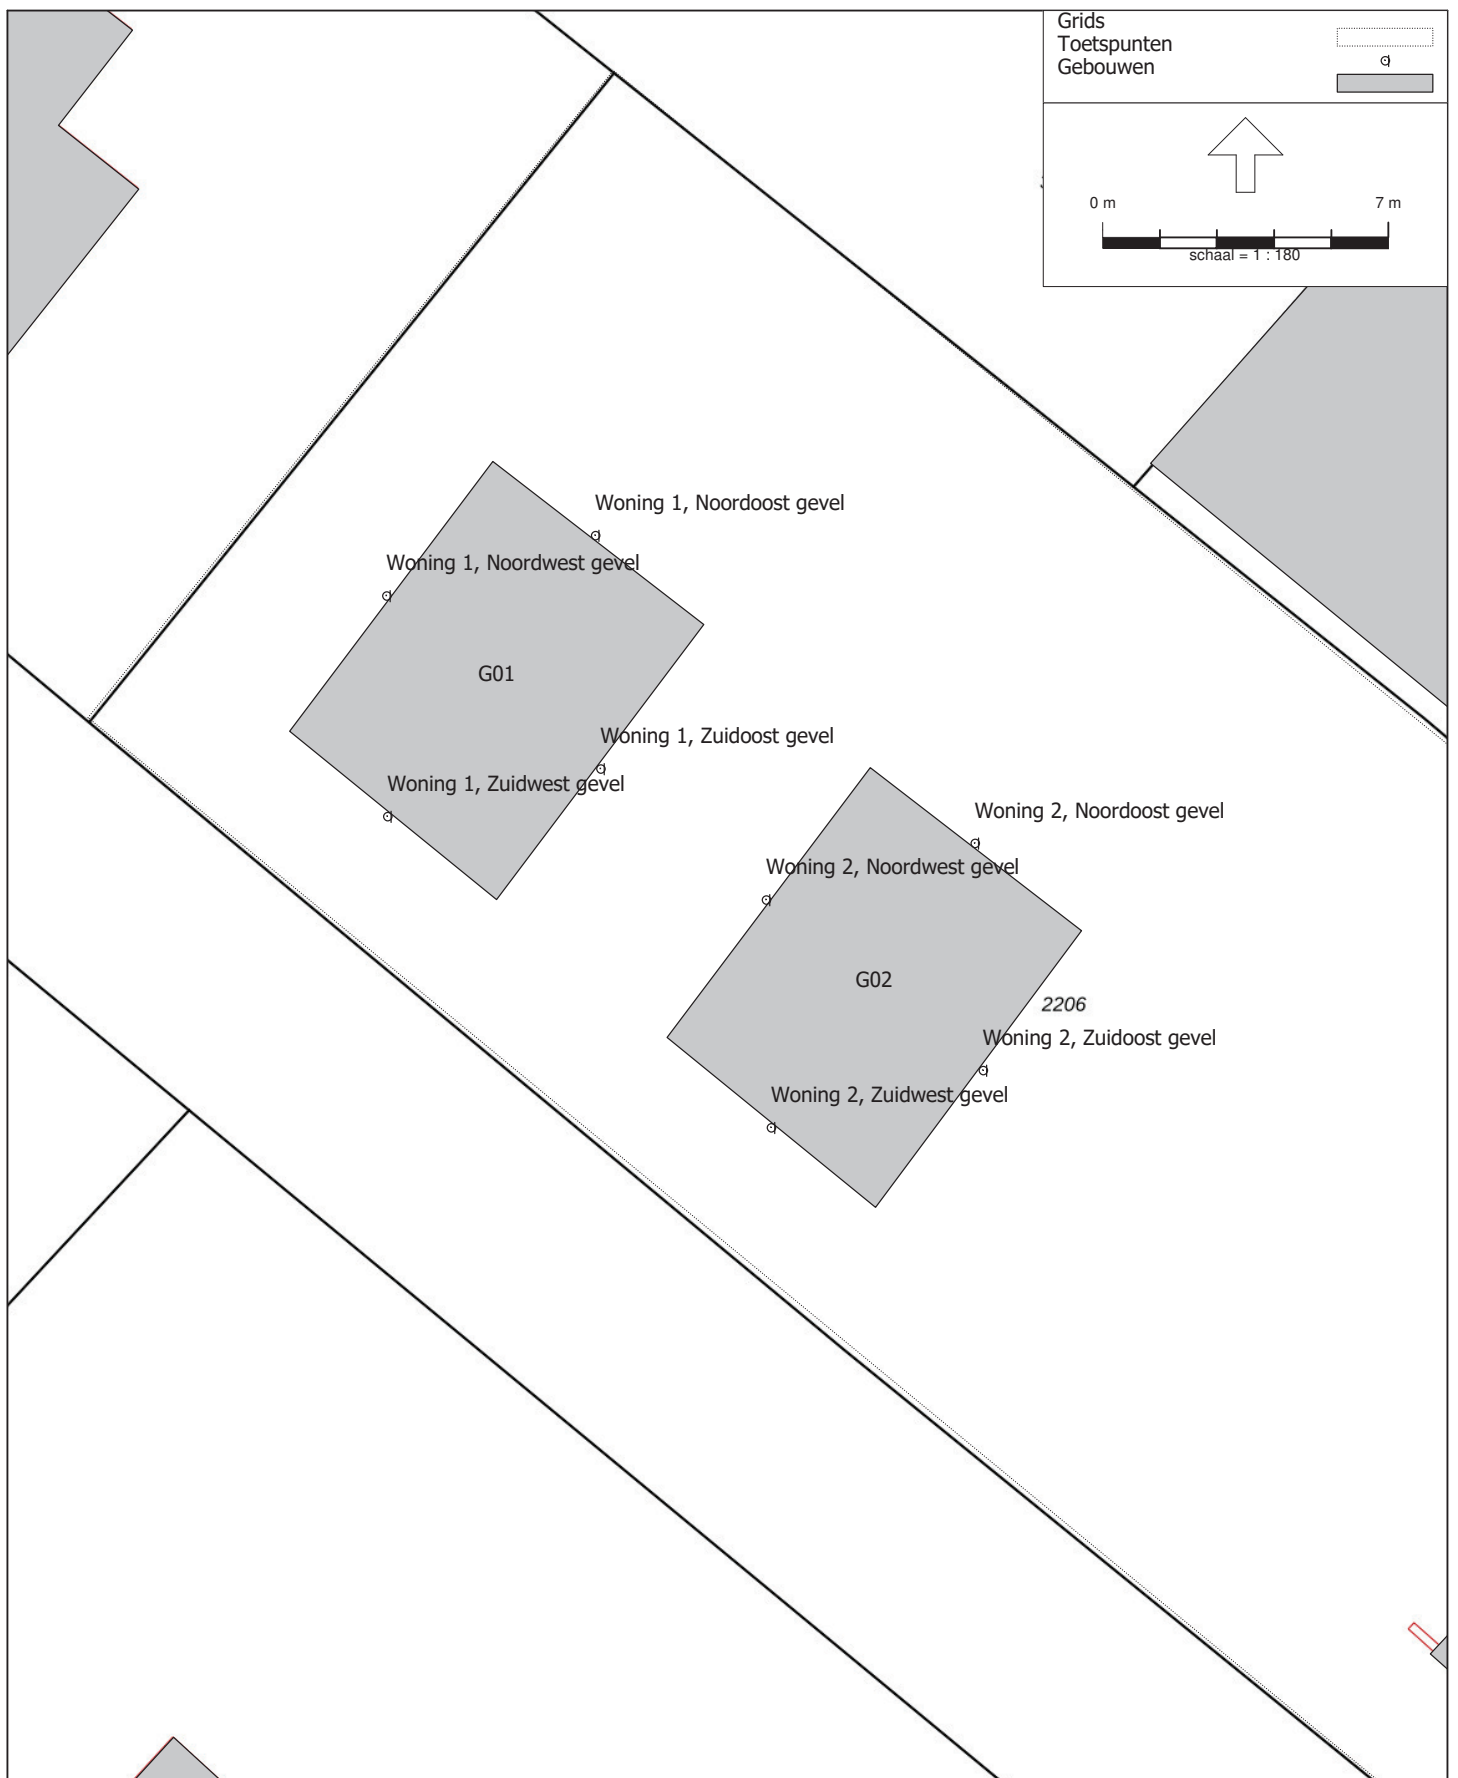 Grids
Toetspunten
Gebouwen
0 m 7 m
schaal = 1 : 180
Woning 1, Noordoost gevel
Woning 1, Noordwest gevel
G01
Woning 1, Zuidoost gevel
Woning 1, Zuidwest gevel
Woning 2, Noordoost gevel
Woning 2, Noordwest gevel
G02
2206
Woning 2, Zuidoost gevel
Woning 2, Zuidwest gevel